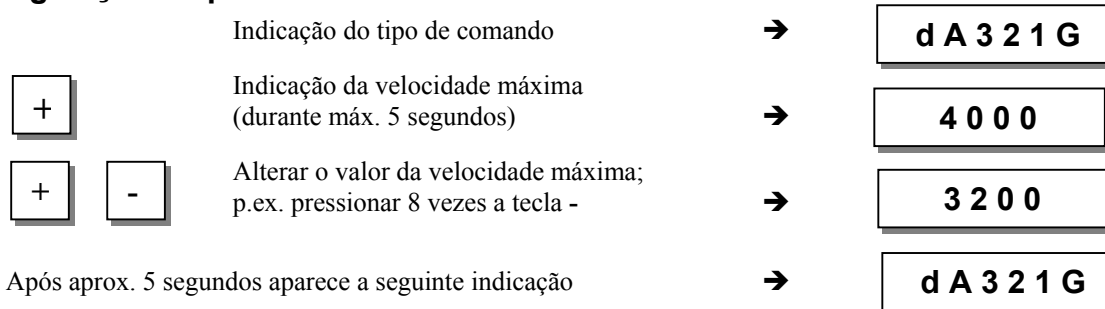 Indicação do tipo de comando ➔ d A 3 2 1 G
+ Indicação da velocidade máxima
(durante máx. 5 segundos) ➔ 4 0 0 0
+ - Alterar o valor da velocidade máxima;
p.ex. pressionar 8 vezes a tecla - ➔ 3 2 0 0
Após aprox. 5 segundos aparece a seguinte indicação ➔ d A 3 2 1 G